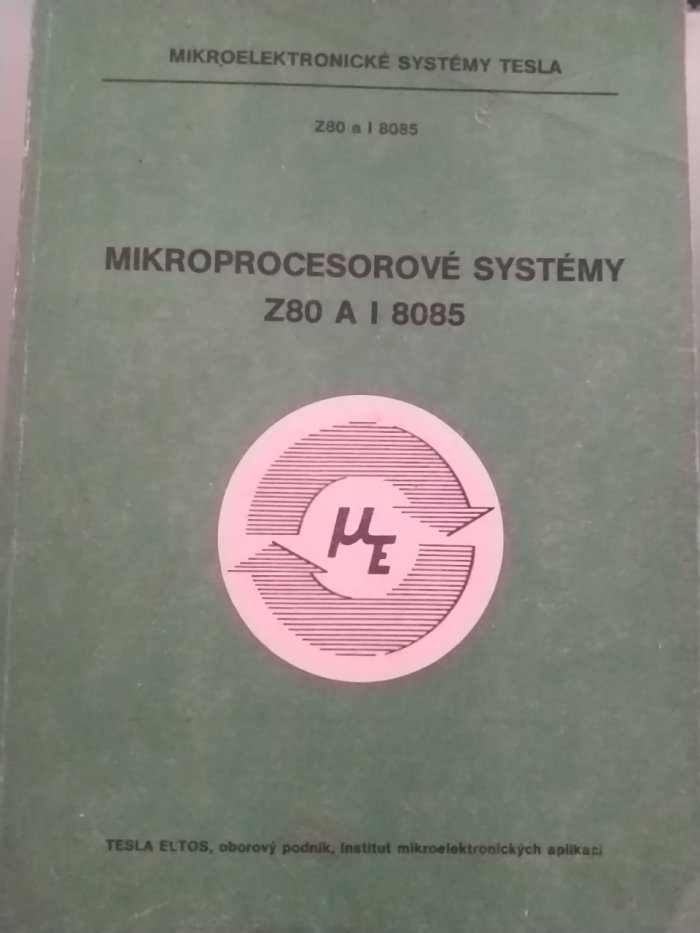 MIKROELEKTRONICKÉ SYSTÉMY TESLA
Z80 a I 8085
MIKROPROCESOROVÉ SYSTÉMY
Z80 A I 8085
μE
TESLA ELTOS, oborový podnik, institut mikroelektronických aplikací